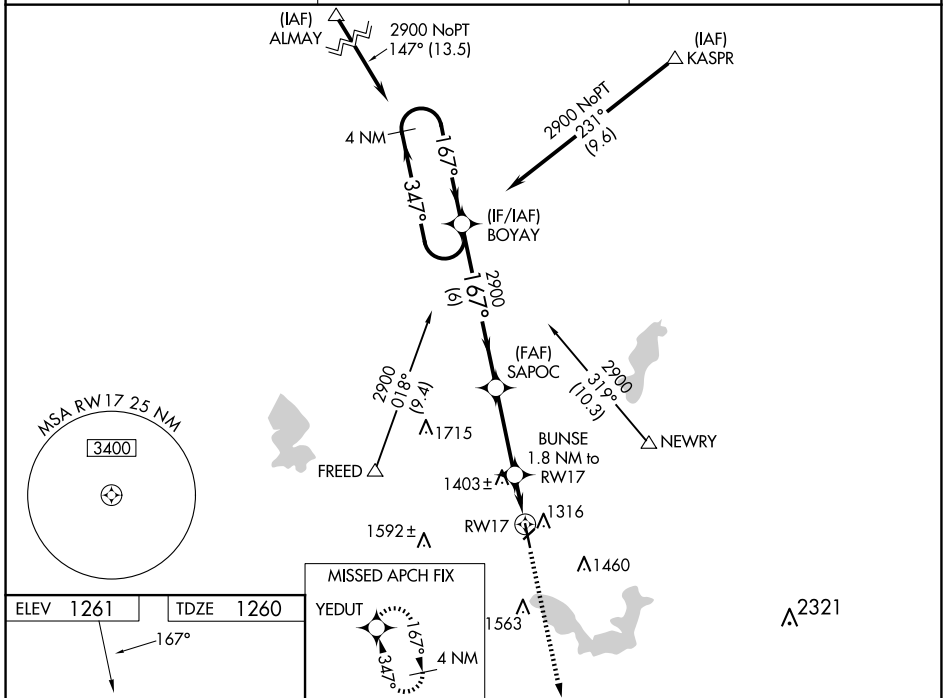 (IAF)
ALMAY
2900 NoPT
147° (13.5)
(IAF)
KASPR
2900 NoPT
231°
(9.6)
4 NM
167°
347°
(IF/IAF)
BOYAY
2900
167°
(6)
(FAF)
SAPOC
2900
018°
(9.4)
2900
319°
(10.3)
MSA RW 17 25 NM
3400
1715
FREED
NEWRY
BUNSE
1.8 NM to
RW17
1403±
RW17
1316
1592±
1460
MISSED APCH FIX
YEDUT
167°
347°
4 NM
1563
2321
ELEV 1261
TDZE 1260
167°